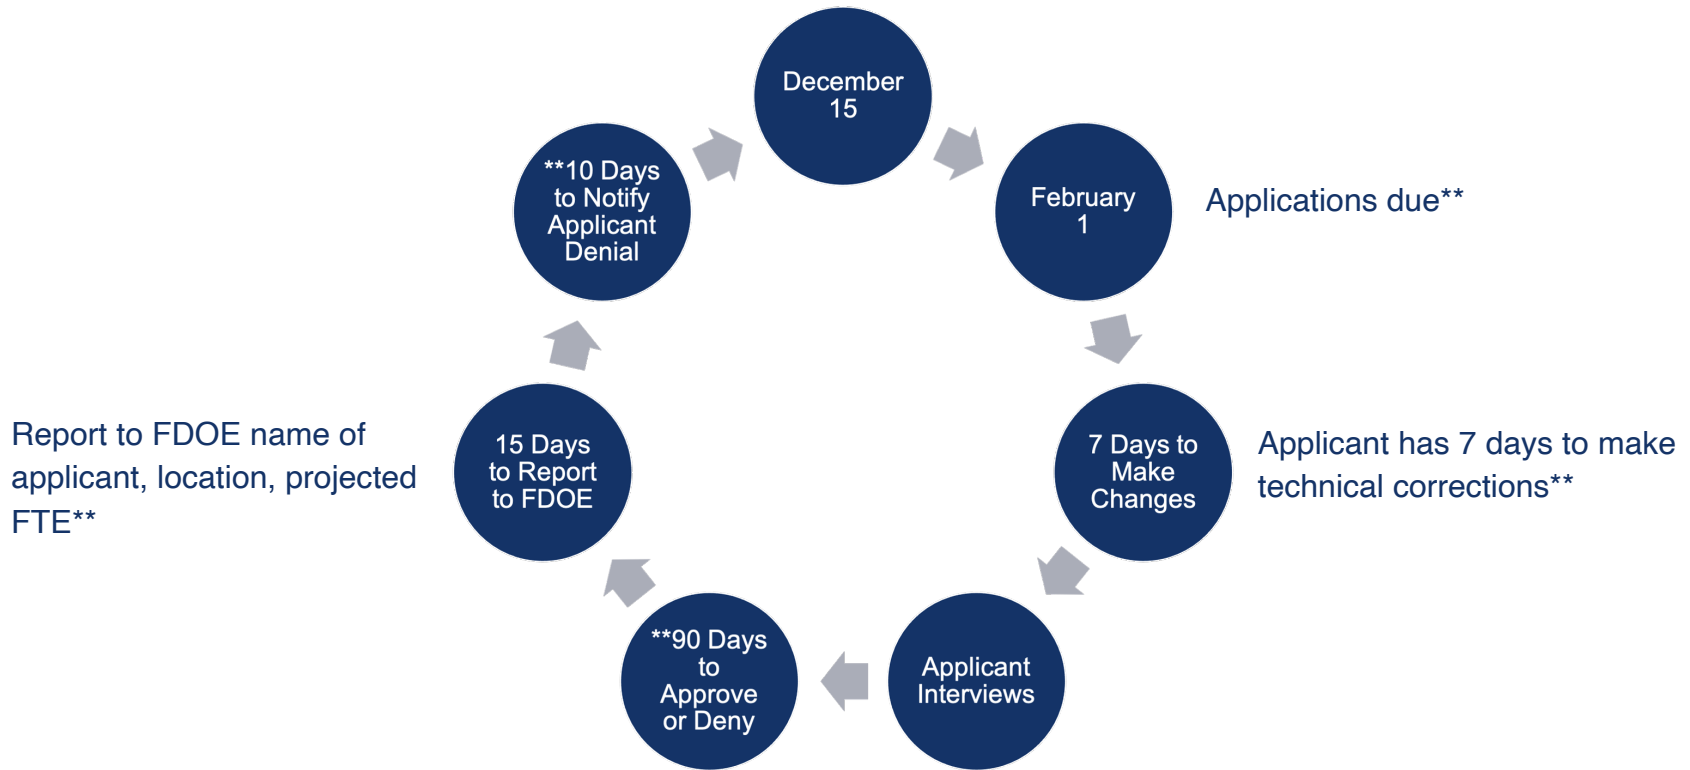 December
15
February
1
Applications due**
7 Days to
Make
Changes
Applicant has 7 days to make
technical corrections**
Applicant
Interviews
**90 Days
to
Approve
or Deny
15 Days
to Report
to FDOE
Report to FDOE name of
applicant, location, projected
FTE**
**10 Days
to Notify
Applicant
Denial